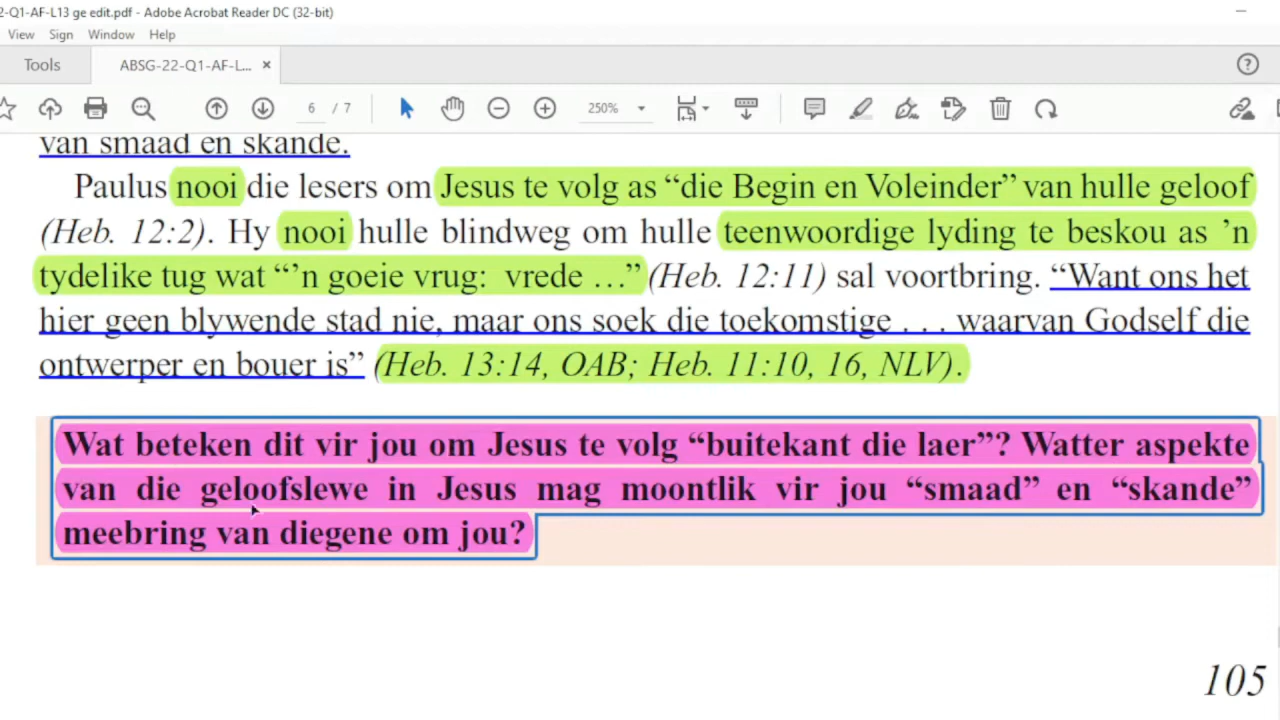 2-Q1-AF-L13 ge edit.pdf - Adobe Acrobat Reader DC (32-bit)
View Sign Window Help
Tools ABSG-22-Q1-AF-L... ×
6 / 7 250%
van smaad en skande.
Paulus nooi die lesers om Jesus te volg as “die Begin en Voleinder” van hulle geloof
(Heb. 12:2). Hy nooi hulle blindweg om hulle teenwoordige lyding te beskou as ’n
tydelike tug wat “’n goeie vrug: vrede …” (Heb. 12:11) sal voortbring. “Want ons het
hier geen blywende stad nie, maar ons soek die toekomstige . . . waarvan Godself die
ontwerper en bouer is” (Heb. 13:14, OAB; Heb. 11:10, 16, NLV).
Wat beteken dit vir jou om Jesus te volg “buitekant die laer”? Watter aspekte
van die geloofslewe in Jesus mag moontlik vir jou “smaad” en “skande”
meebring van diegene om jou?
105